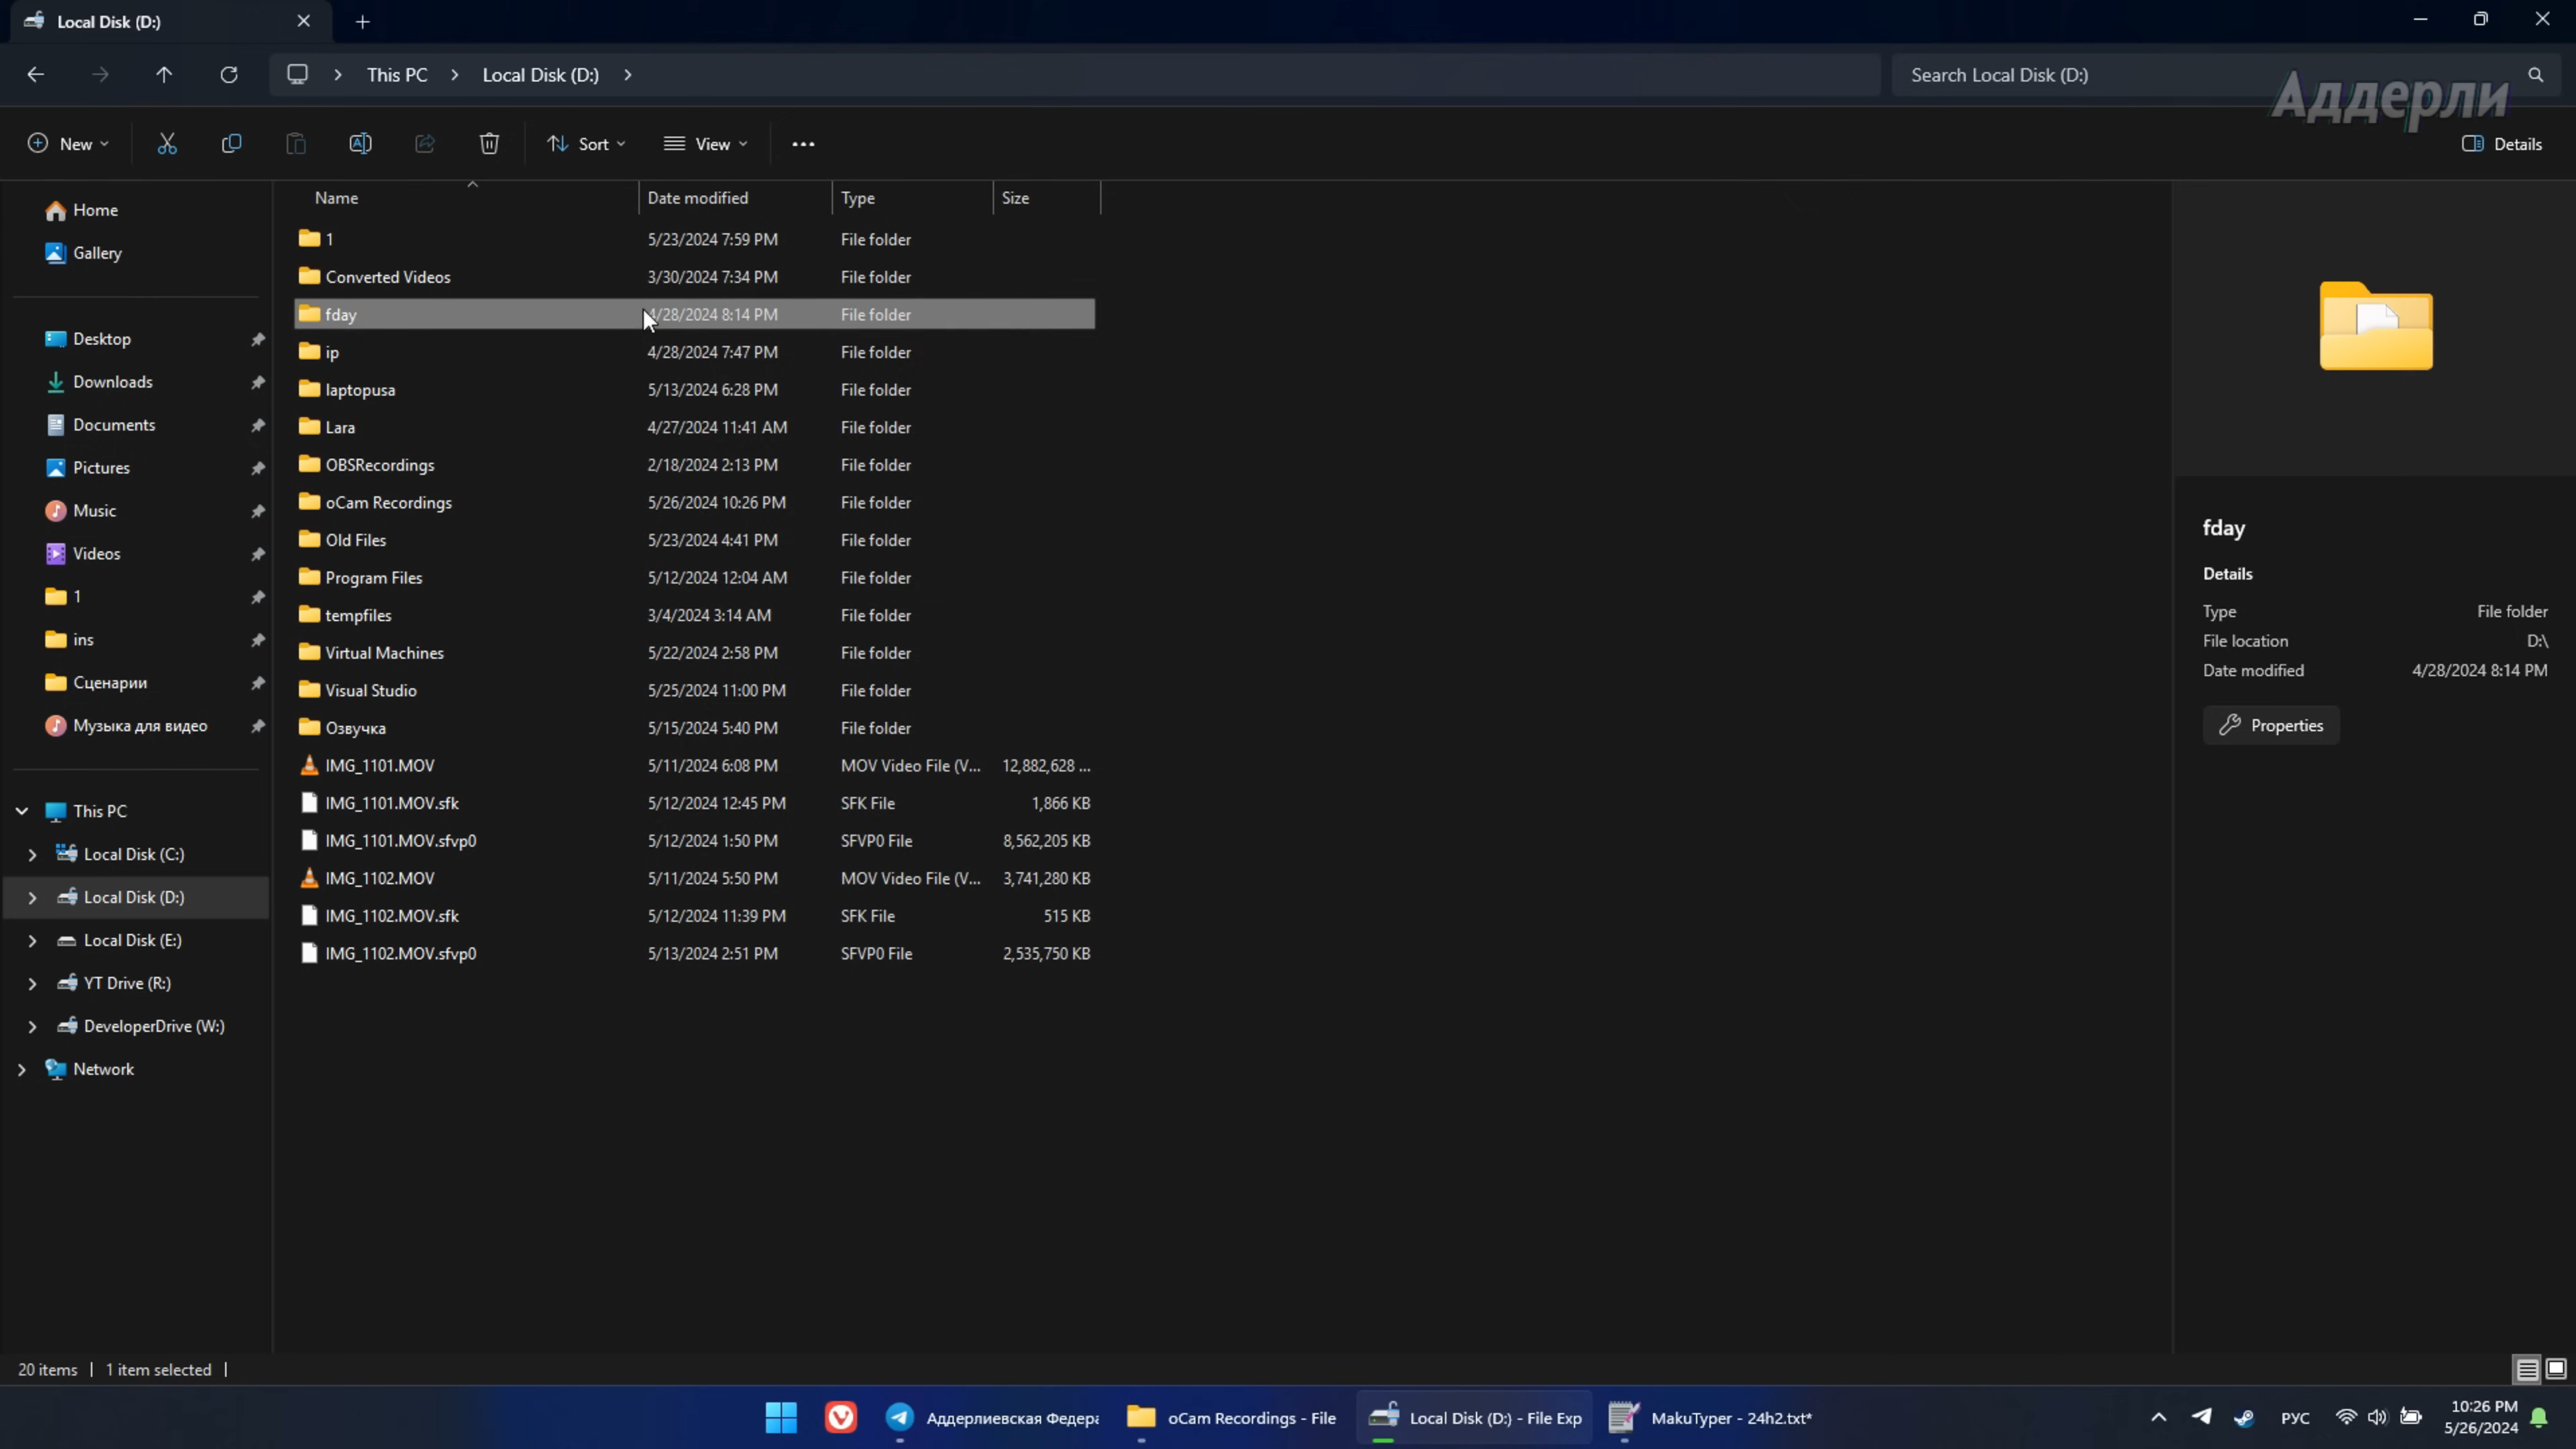 Local Disk (D:)
This PC Local Disk (D:) Search Local Disk (D:)
Аддерли
New Sort View Details
Home
Gallery
Desktop
Downloads
Documents
Pictures
Music
Videos
1
ins
Сценарии
Музыка для видео
This PC
Local Disk (C:)
Local Disk (D:)
Local Disk (E:)
YT Drive (R:)
DeveloperDrive (W:)
Network
Name Date modified Type Size
1 5/23/2024 7:59 PM File folder
Converted Videos 3/30/2024 7:34 PM File folder
fday 4/28/2024 8:14 PM File folder
ip 4/28/2024 7:47 PM File folder
laptopusa 5/13/2024 6:28 PM File folder
Lara 4/27/2024 11:41 AM File folder
OBSRecordings 2/18/2024 2:13 PM File folder
oCam Recordings 5/26/2024 10:26 PM File folder
Old Files 5/23/2024 4:41 PM File folder
Program Files 5/12/2024 12:04 AM File folder
tempfiles 3/4/2024 3:14 AM File folder
Virtual Machines 5/22/2024 2:58 PM File folder
Visual Studio 5/25/2024 11:00 PM File folder
Озвучка 5/15/2024 5:40 PM File folder
IMG_1101.MOV 5/11/2024 6:08 PM MOV Video File (V... 12,882,628 ...
IMG_1101.MOV.sfk 5/12/2024 12:45 PM SFK File 1,866 KB
IMG_1101.MOV.sfvp0 5/12/2024 1:50 PM SFVP0 File 8,562,205 KB
IMG_1102.MOV 5/11/2024 5:50 PM MOV Video File (V... 3,741,280 KB
IMG_1102.MOV.sfk 5/12/2024 11:39 PM SFK File 515 KB
IMG_1102.MOV.sfvp0 5/13/2024 2:51 PM SFVP0 File 2,535,750 KB
fday
Details
Type File folder
File location D:\
Date modified 4/28/2024 8:14 PM
Properties
20 items 1 item selected
Аддерлиевская Федера oCam Recordings - File Local Disk (D:) - File Exp MakuTyper - 24h2.txt* РУС 10:26 PM
5/26/2024